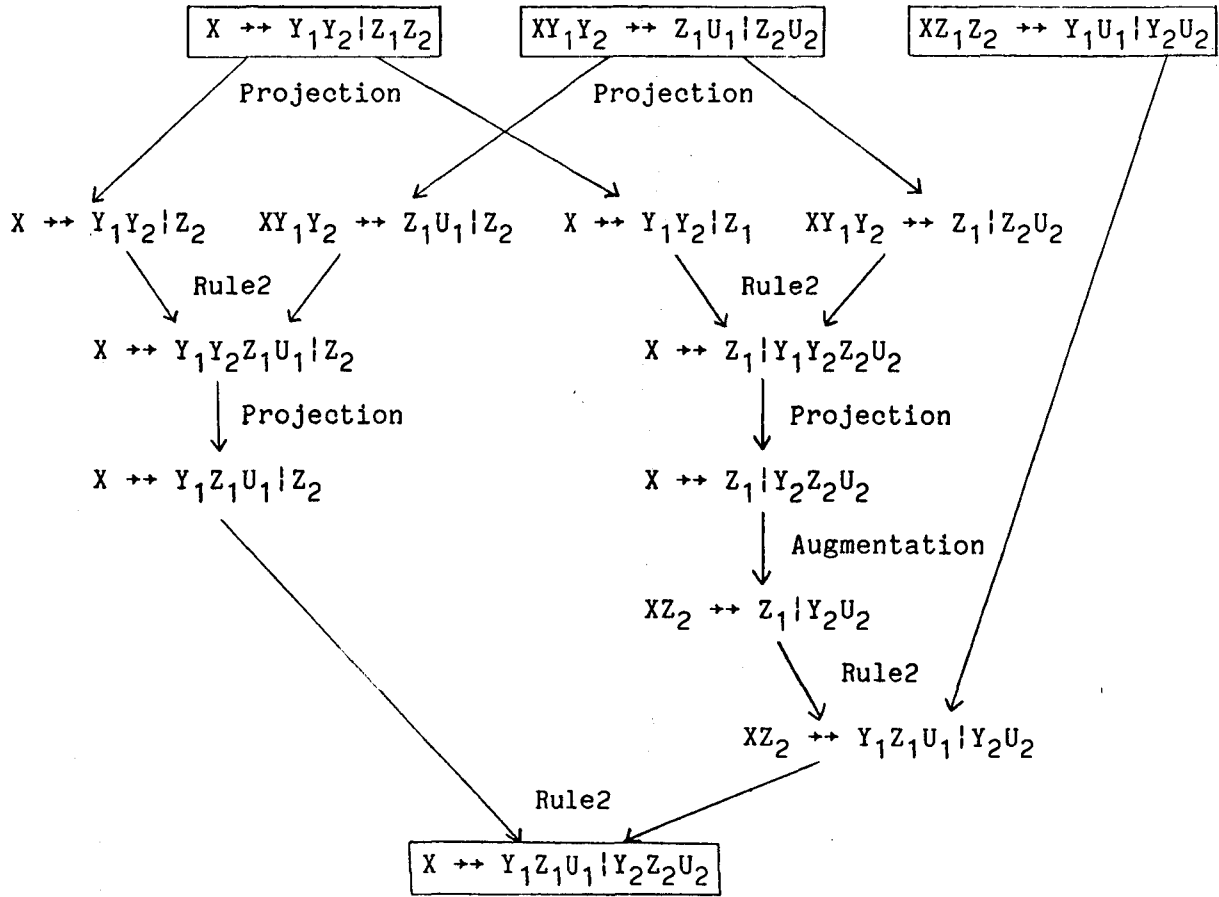 X →→ Y₁Y₂|Z₁Z₂ XY₁Y₂ →→ Z₁U₁|Z₂U₂ XZ₁Z₂ →→ Y₁U₁|Y₂U₂
Projection Projection
X →→ Y₁Y₂|Z₂ XY₁Y₂ →→ Z₁U₁|Z₂ X →→ Y₁Y₂|Z₁ XY₁Y₂ →→ Z₁|Z₂U₂
Rule2 Rule2
X →→ Y₁Y₂Z₁U₁|Z₂ X →→ Z₁|Y₁Y₂Z₂U₂
Projection Projection
X →→ Y₁Z₁U₁|Z₂ X →→ Z₁|Y₂Z₂U₂
Augmentation
XZ₂ →→ Z₁|Y₂U₂
Rule2
XZ₂ →→ Y₁Z₁U₁|Y₂U₂
Rule2
X →→ Y₁Z₁U₁|Y₂Z₂U₂